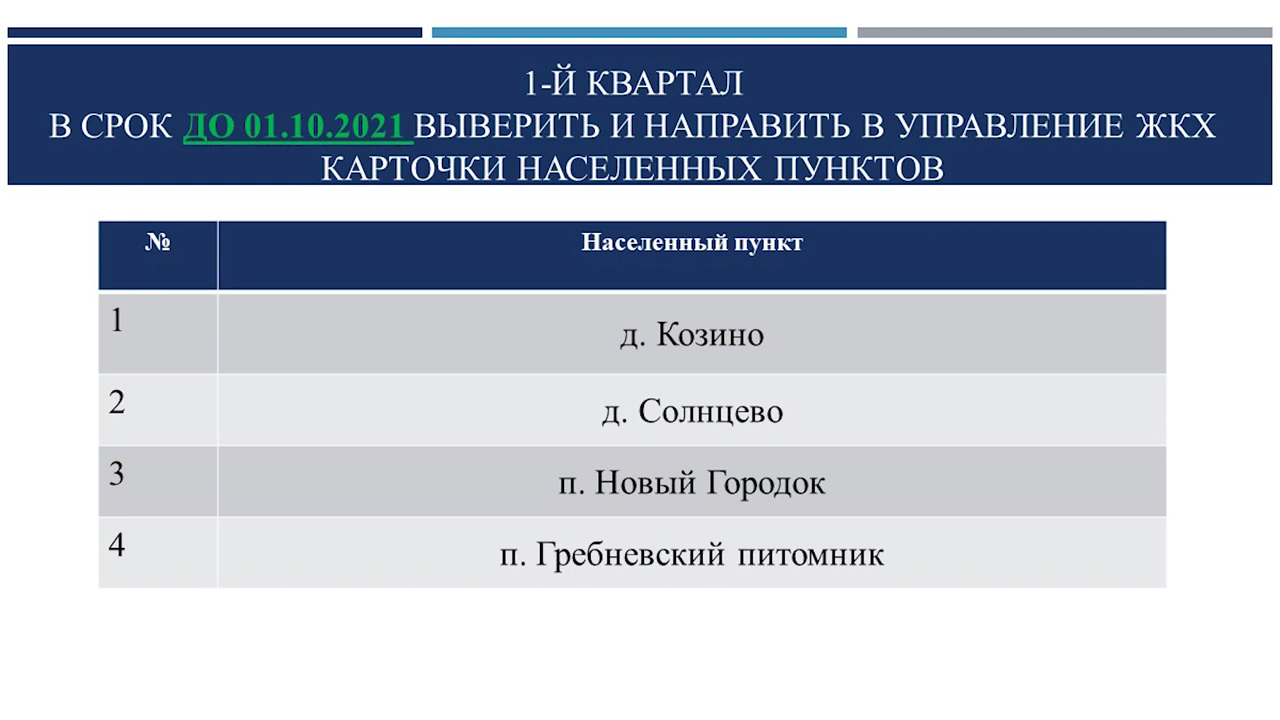 1-Й КВАРТАЛ
В СРОК ДО 01.10.2021 ВЫВЕРИТЬ И НАПРАВИТЬ В УПРАВЛЕНИЕ ЖКХ
КАРТОЧКИ НАСЕЛЕННЫХ ПУНКТОВ
№ Населенный пункт
1 д. Козино
2 д. Солнцево
3 п. Новый Городок
4 п. Гребневский питомник